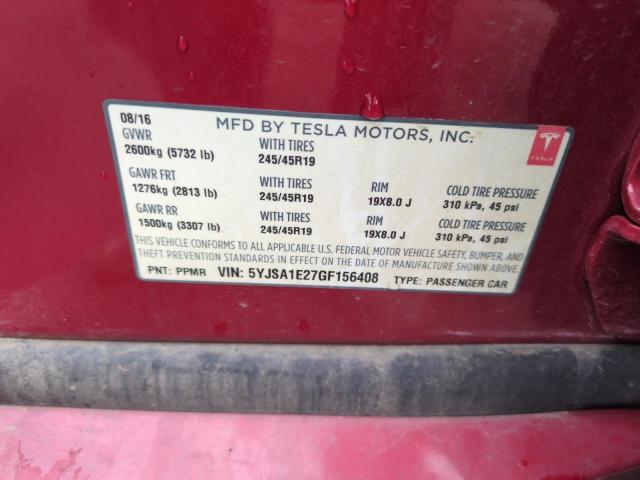 08/16
MFD BY TESLA MOTORS, INC.
GVWR
2600kg (5732 lb)
WITH TIRES
245/45R19
TESLA
GAWR FRT
1276kg (2813 lb)
WITH TIRES
245/45R19
RIM
19X8.0 J
COLD TIRE PRESSURE
310 kPa, 45 psi
GAWR RR
1500kg (3307 lb)
WITH TIRES
245/45R19
RIM
19X8.0 J
COLD TIRE PRESSURE
310 kPa, 45 psi
THIS VEHICLE CONFORMS TO ALL APPLICABLE U.S. FEDERAL MOTOR VEHICLE SAFETY, BUMPER, AND
THEFT PREVENTION STANDARDS IN EFFECT ON THE DATE OF MANUFACTURE SHOWN ABOVE.
PNT: PPMR VIN: 5YJSA1E27GF156408 TYPE: PASSENGER CAR